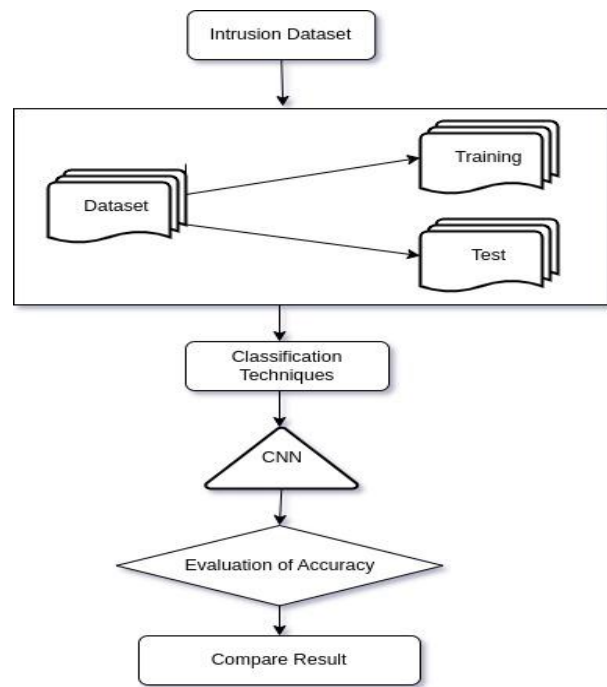 Intrusion Dataset
Training
Dataset
Test
Classification
Techniques
CNN
Evaluation of Accuracy
Compare Result